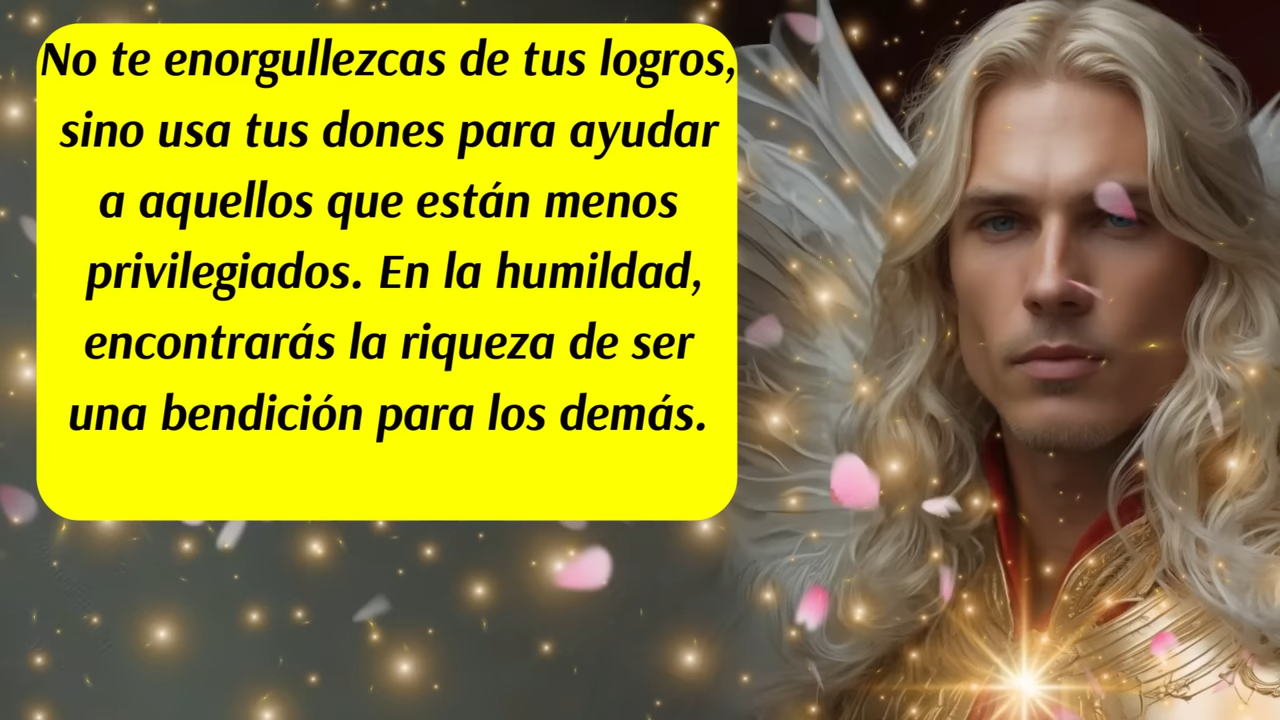 No te enorgullezcas de tus logros,
sino usa tus dones para ayudar
a aquellos que están menos
privilegiados. En la humildad,
encontrarás la riqueza de ser
una bendición para los demás.